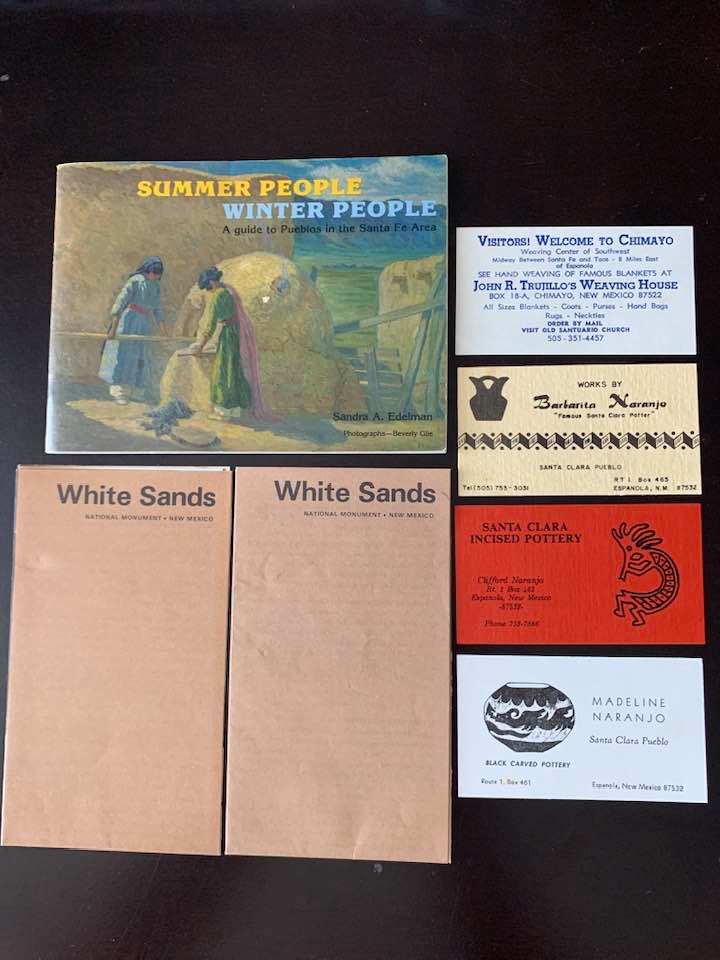 SUMMER PEOPLE
WINTER PEOPLE
A guide to Pueblos in the Santa Fe Area
Sandra A. Edelman
Photographs—Beverly Gile
VISITORS! WELCOME TO CHIMAYO
Weaving Center of Southwest
Midway Between Santa Fe and Taos - 8 Miles East
of Espanola
SEE HAND WEAVING OF FAMOUS BLANKETS AT
JOHN R. TRUJILLO'S WEAVING HOUSE
BOX 18-A, CHIMAYO, NEW MEXICO 87522
All Sizes Blankets - Coats - Purses - Hand Bags
Rugs - Neckties
ORDER BY MAIL
VISIT OLD SANTUARIO CHURCH
505-351-4457
WORKS BY
Barbarita Naranjo
"Famous Santa Clara Potter"
SANTA CLARA PUEBLO
Tel (505) 753-3031
RT 1. Box 465
ESPANOLA, N.M. 87532
White Sands
NATIONAL MONUMENT • NEW MEXICO
White Sands
NATIONAL MONUMENT • NEW MEXICO
SANTA CLARA
INCISED POTTERY
Clifford Naranjo
Rt. 1 Box
Espanola, New Mexico
-87532-
Phone
MADELINE
NARANJO
Santa Clara Pueblo
BLACK CARVED POTTERY
Route 1, Box 461
Espanola, New Mexico 87532